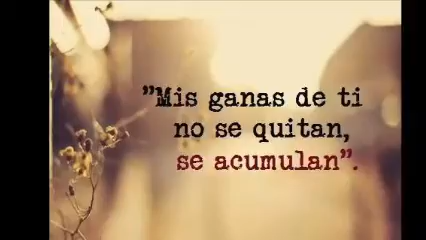 "Mis ganas de ti
no se quitan,
se acumulan".